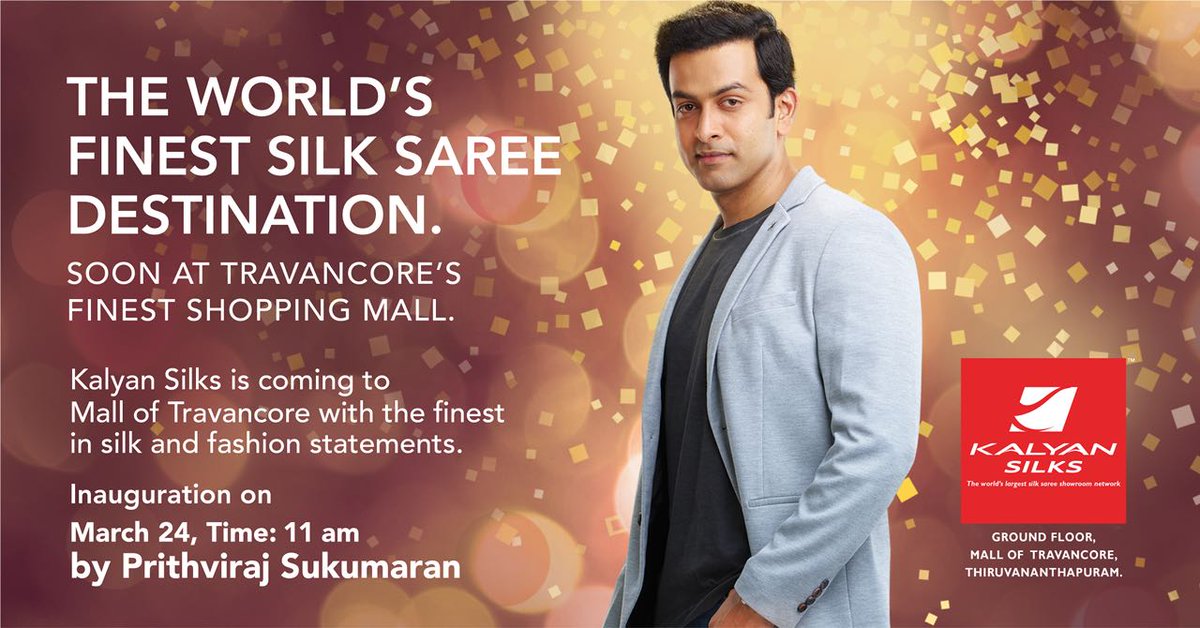 THE WORLD'S
FINEST SILK SAREE
DESTINATION.
SOON AT TRAVANCORE'S
FINEST SHOPPING MALL.
Kalyan Silks is coming to
Mall of Travancore with the finest
in silk and fashion statements.
Inauguration on
March 24, Time: 11 am
by Prithviraj Sukumaran
TM
KALYAN
SILKS
The world's largest silk saree showroom network
GROUND FLOOR,
MALL OF TRAVANCORE,
THIRUVANANTHAPURAM.